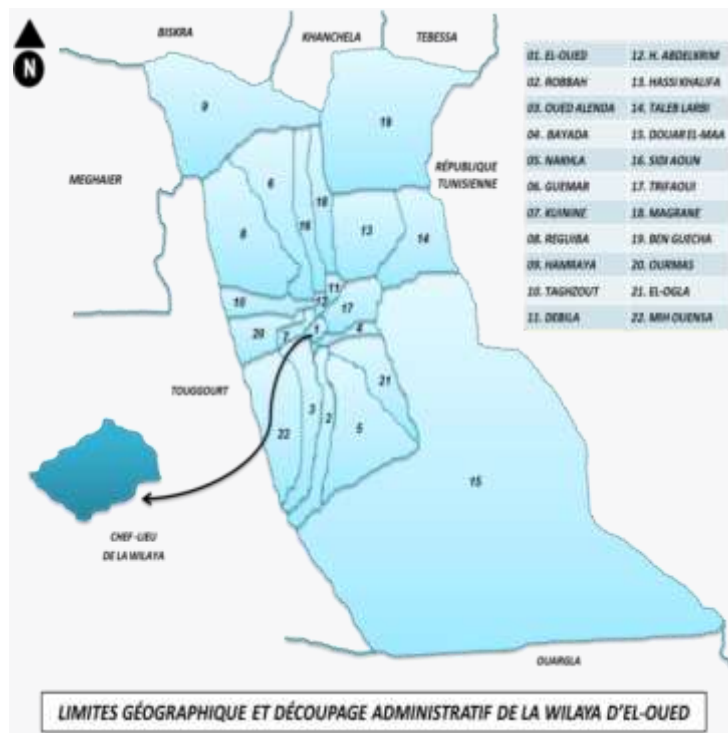 BISKRA
KHANCHELA
TEBESSA
N
01. EL-OUED
12. H. ABDELKRIM
02. ROBBAH
13. HASSI KHALIFA
03. OUED ALENDA
14. TALEB LARBI
04. BAYADA
15. DOUAR EL-MAA
05. NAKHLA
16. SIDI AOUN
06. GUEMAR
17. TRIFAOUI
07. KUININE
18. MAGRANE
08. REGUIBA
19. BEN GUECHA
09. HAMRAYA
20. OURMAS
10. TAGHZOUT
21. EL-OGLA
11. DEBILA
22. MIH OUENSA
9
19
MEGHAIER
RÉPUBLIQUE
TUNISIENNE
6
18
8
16
13
14
11
10
12
17
20
7
1
4
TOUGGOURT
21
3
2
5
22
15
CHEF-LIEU
DE LA WILAYA
OUARGLA
LIMITES GÉOGRAPHIQUE ET DÉCOUPAGE ADMINISTRATIF DE LA WILAYA D'EL-OUED